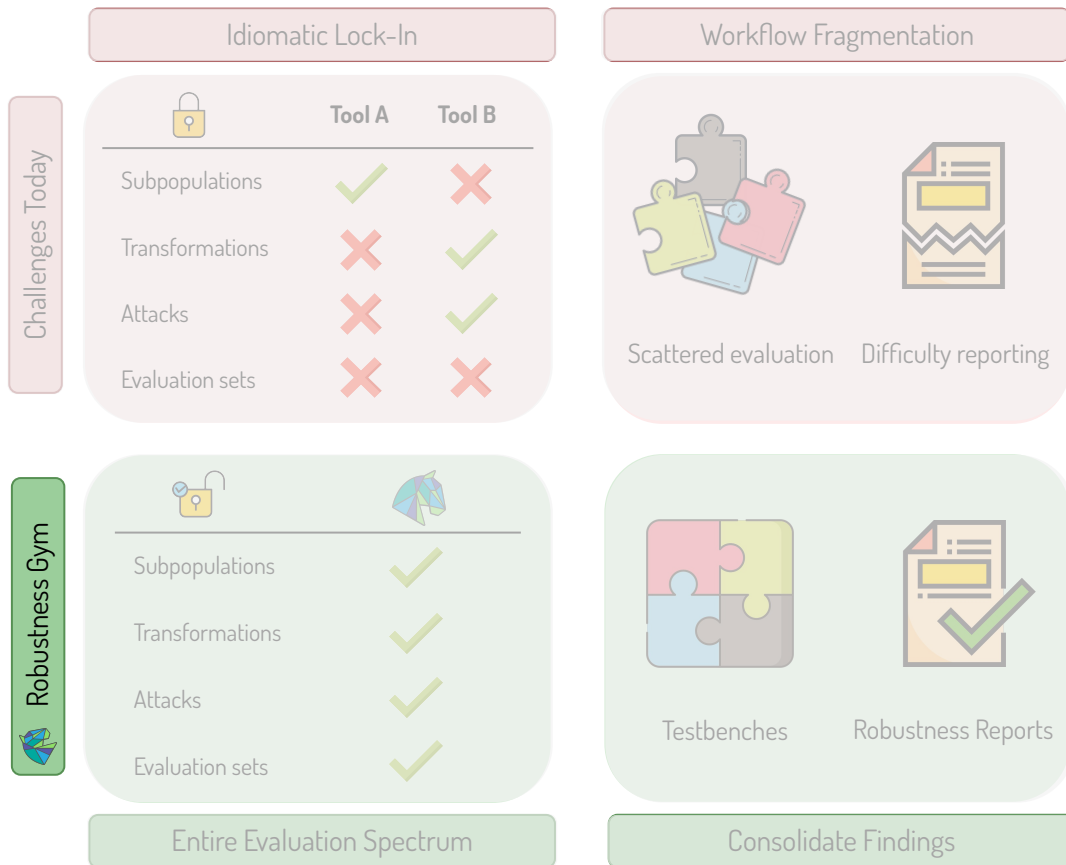 Idiomatic Lock-In
Workflow Fragmentation
Challenges Today
Tool A Tool B
Subpopulations
Transformations
Attacks
Evaluation sets
Scattered evaluation
Difficulty reporting
Robustness Gym
Subpopulations
Transformations
Attacks
Evaluation sets
Testbenches
Robustness Reports
Entire Evaluation Spectrum
Consolidate Findings